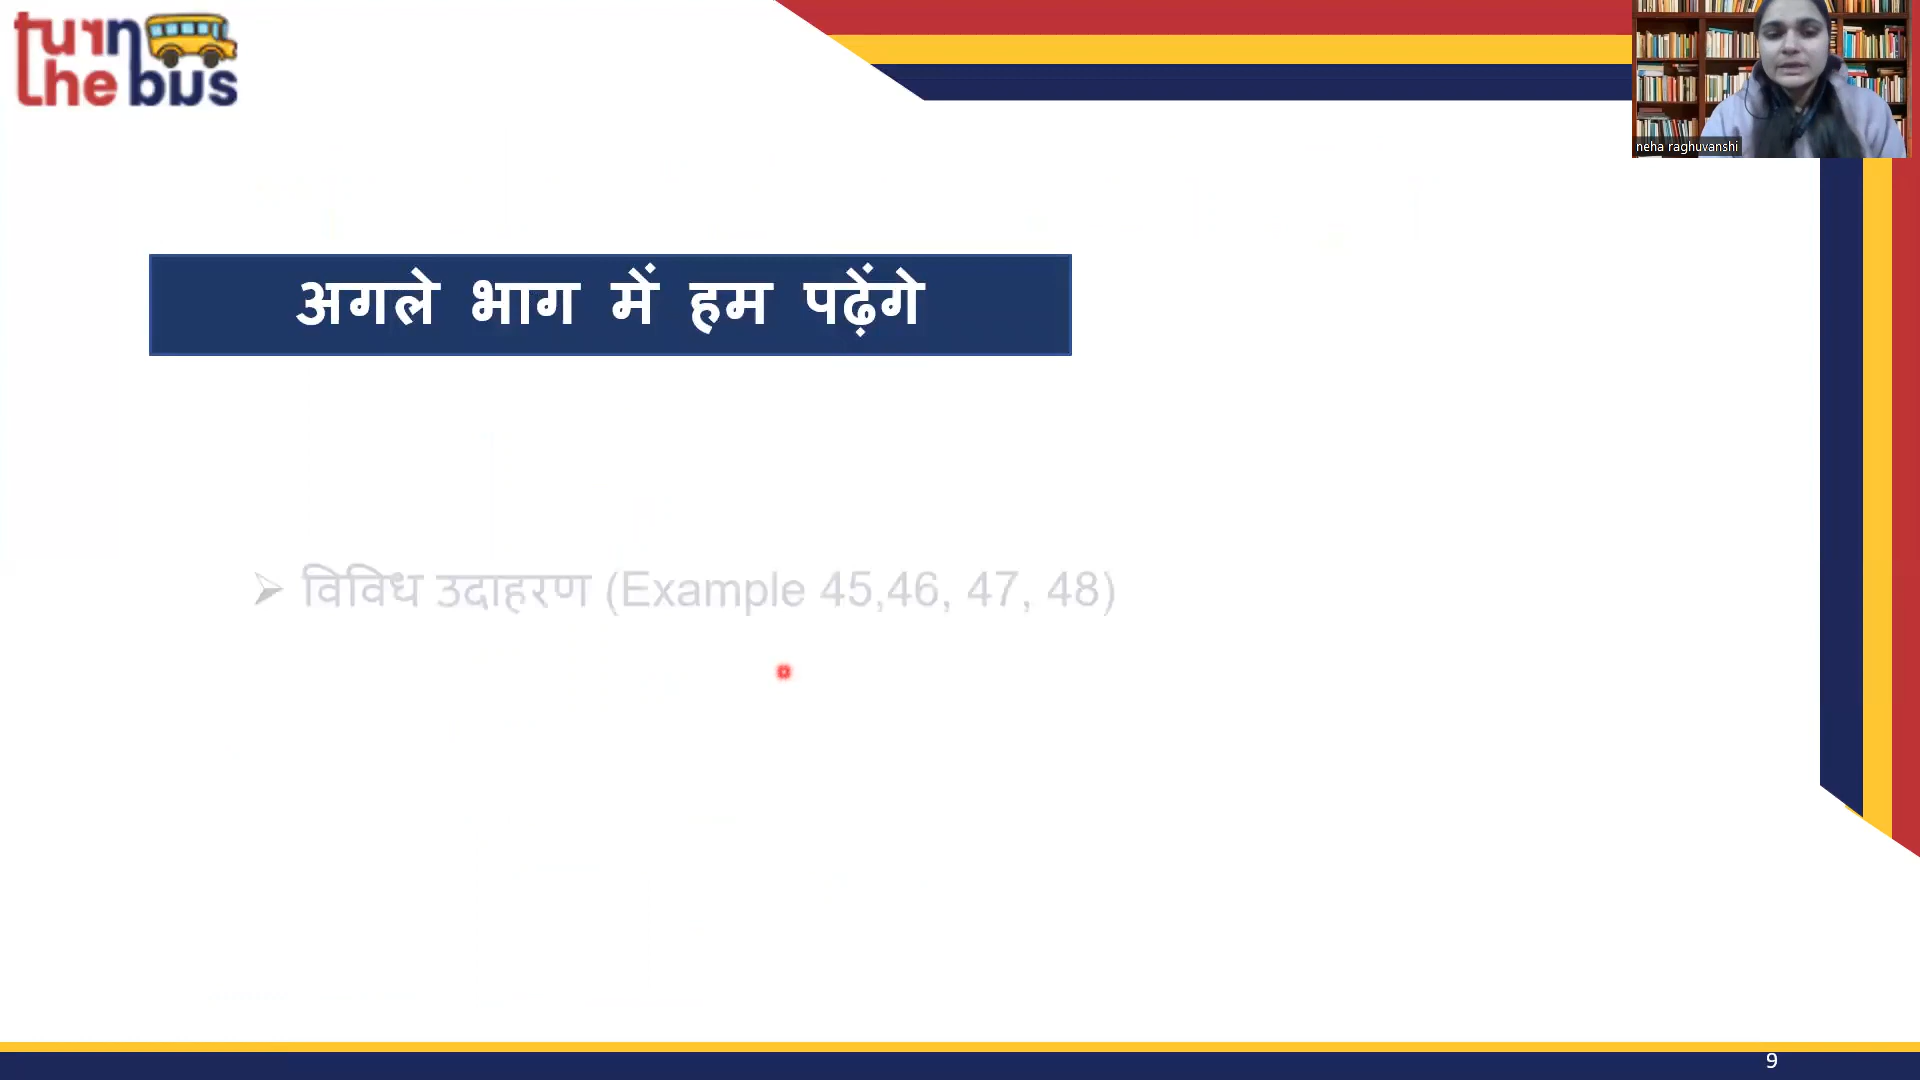 turn
the bus
neha raghuvanshi
अगले भाग में हम पढ़ेंगे
➢ विविध उदाहरण (Example 45,46, 47, 48)
9